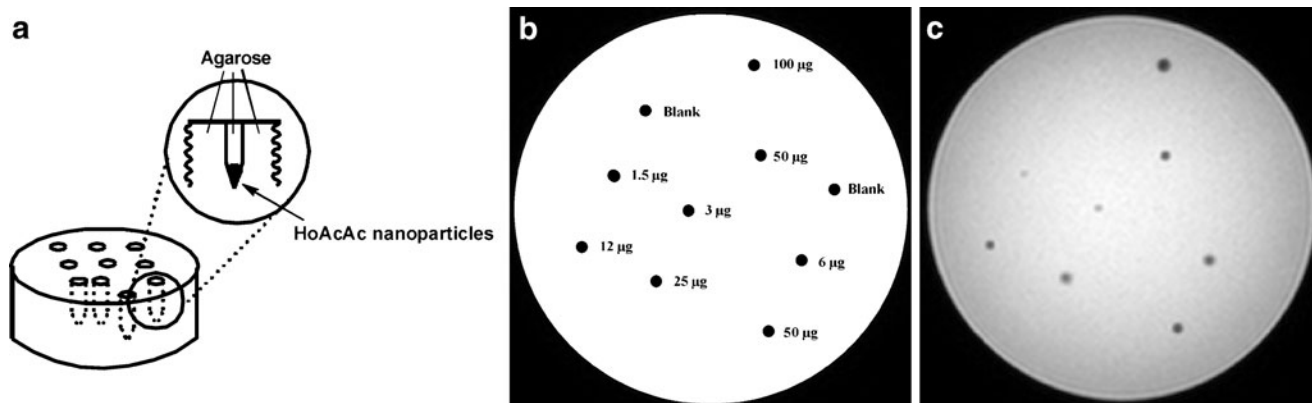 a
Agarose
HoAcAc nanoparticles
b
100 µg
Blank
50 µg
1.5 µg
Blank
3 µg
12 µg
6 µg
25 µg
50 µg
c